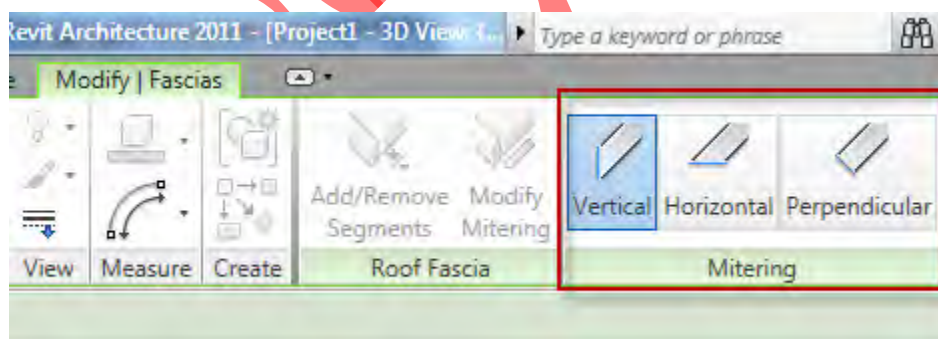 Revit Architecture 2011 - [Project1 - 3D View: {... Type a keyword or phrase
Modify | Fascias
Add/Remove Segments Modify Mitering
Vertical Horizontal Perpendicular
View Measure Create Roof Fascia Mitering